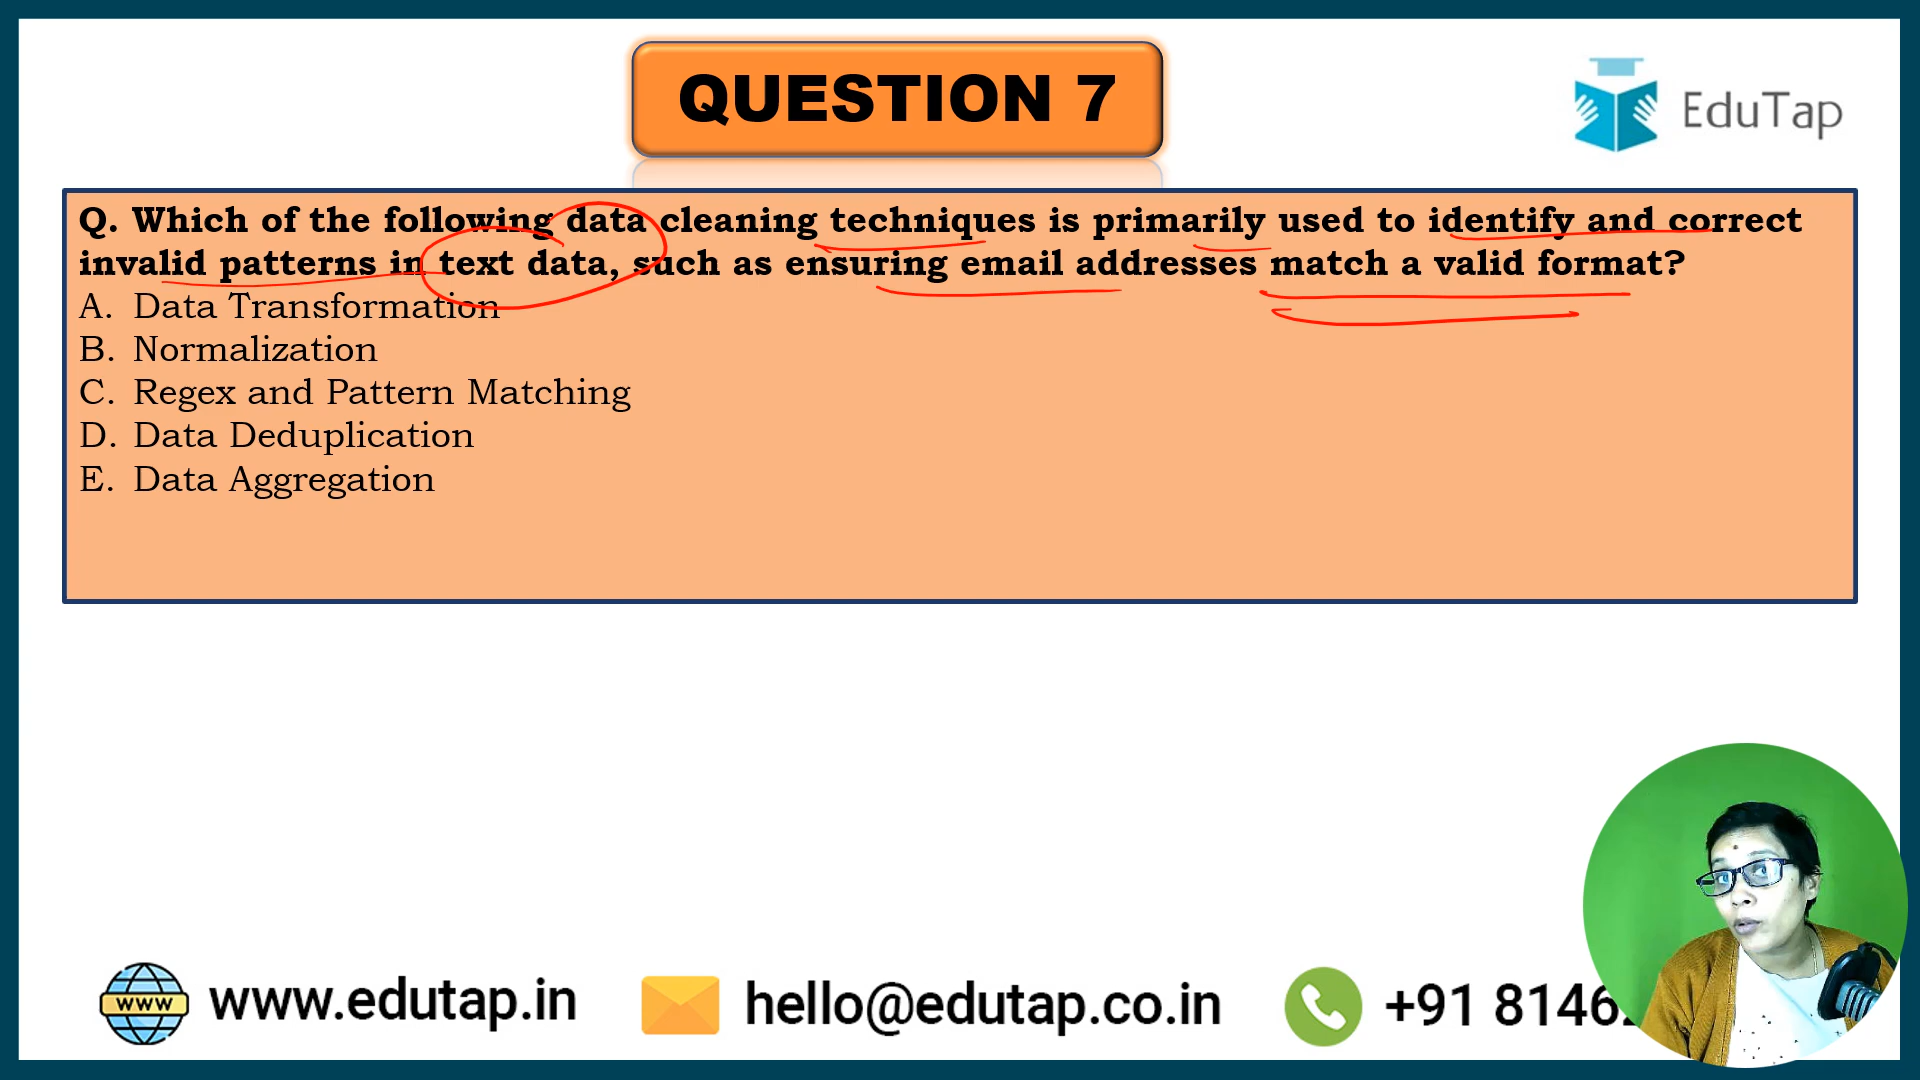 QUESTION 7
EduTap
Q. Which of the following data cleaning techniques is primarily used to identify and correct
invalid patterns in text data, such as ensuring email addresses match a valid format?
A. Data Transformation
B. Normalization
C. Regex and Pattern Matching
D. Data Deduplication
E. Data Aggregation
www www.edutap.in hello@edutap.co.in +91 8146